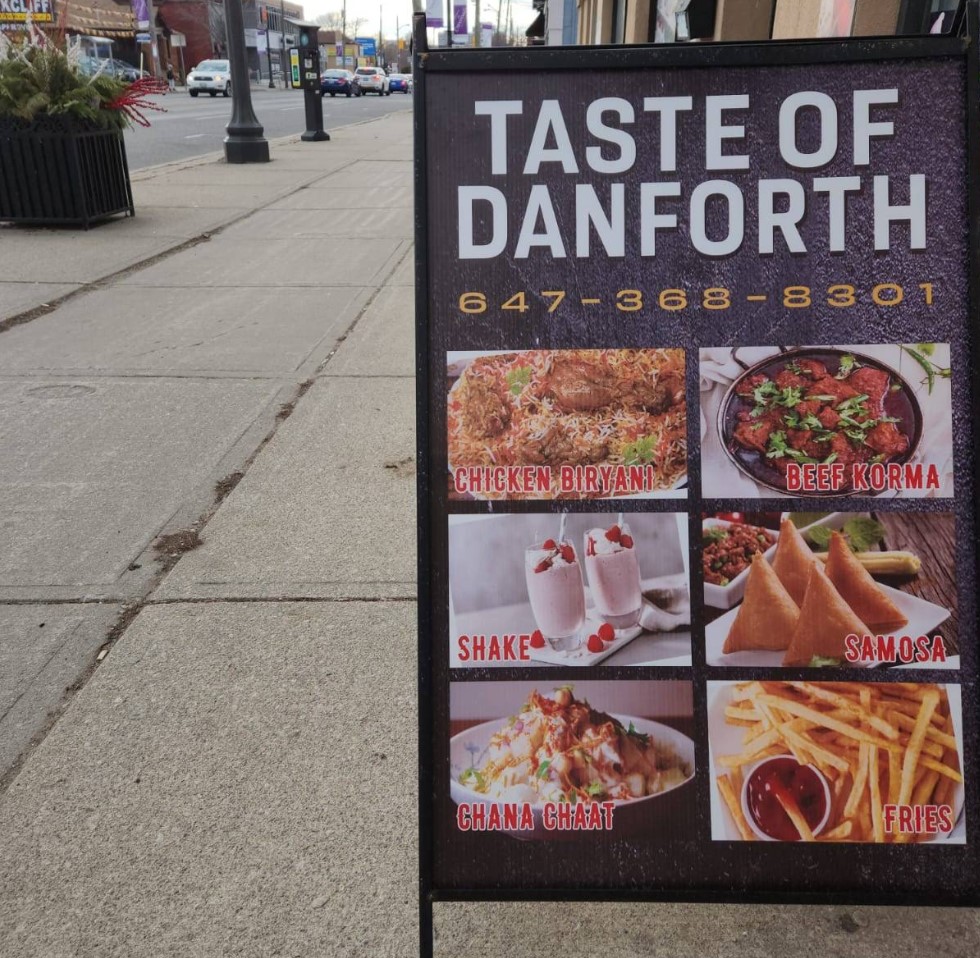 TASTE OF
DANFORTH
647-368-8301
CHICKEN BIRYANI
BEEF KORMA
SHAKE
SAMOSA
CHANA CHAAT
FRIES